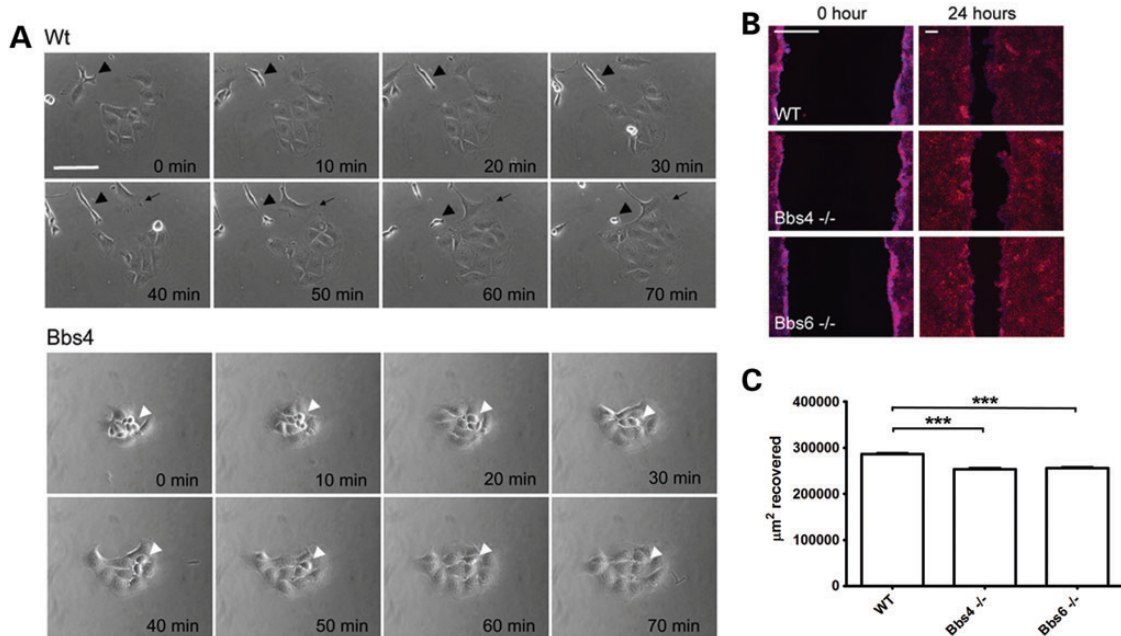 A
Wt
0 min
10 min
20 min
30 min
40 min
50 min
60 min
70 min
Bbs4
0 min
10 min
20 min
30 min
40 min
50 min
60 min
70 min
B
0 hour
24 hours
WT
Bbs4 -/-
Bbs6 -/-
C
400000
300000
200000
100000
0
μm² recovered
***
***
WT
Bbs4 -/-
Bbs6 -/-